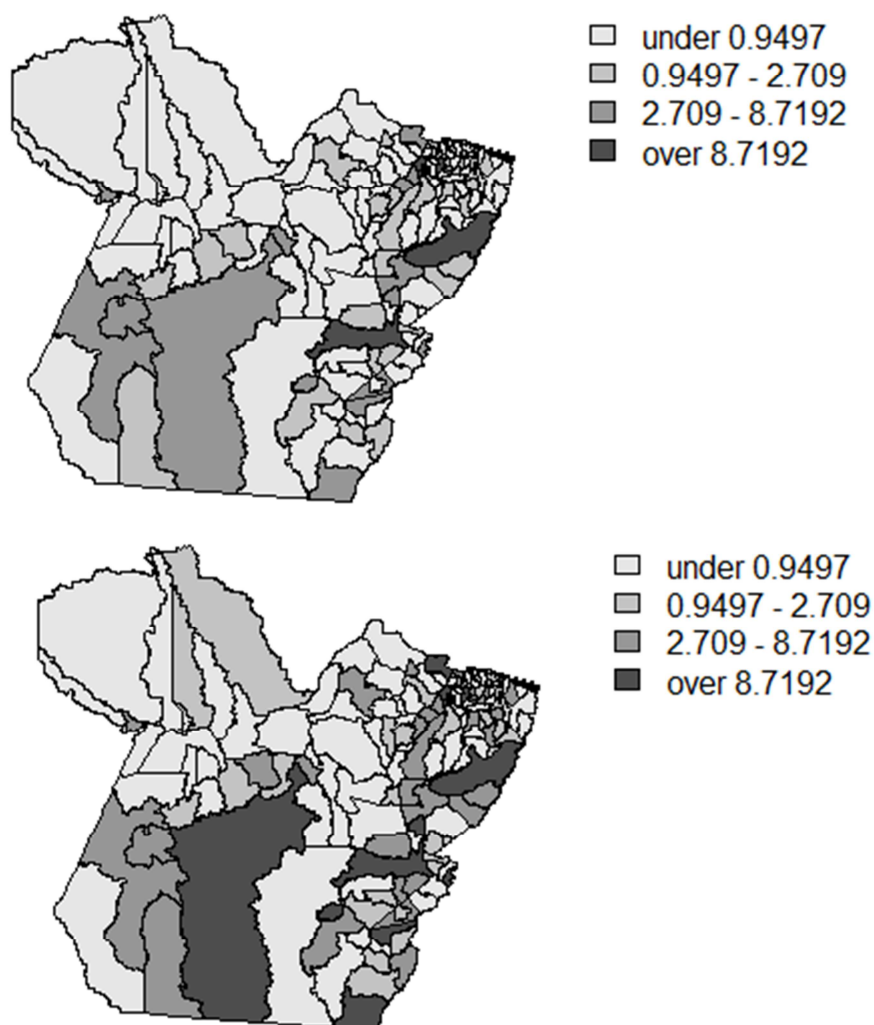 under 0.9497
0.9497 - 2.709
2.709 - 8.7192
over 8.7192
under 0.9497
0.9497 - 2.709
2.709 - 8.7192
over 8.7192